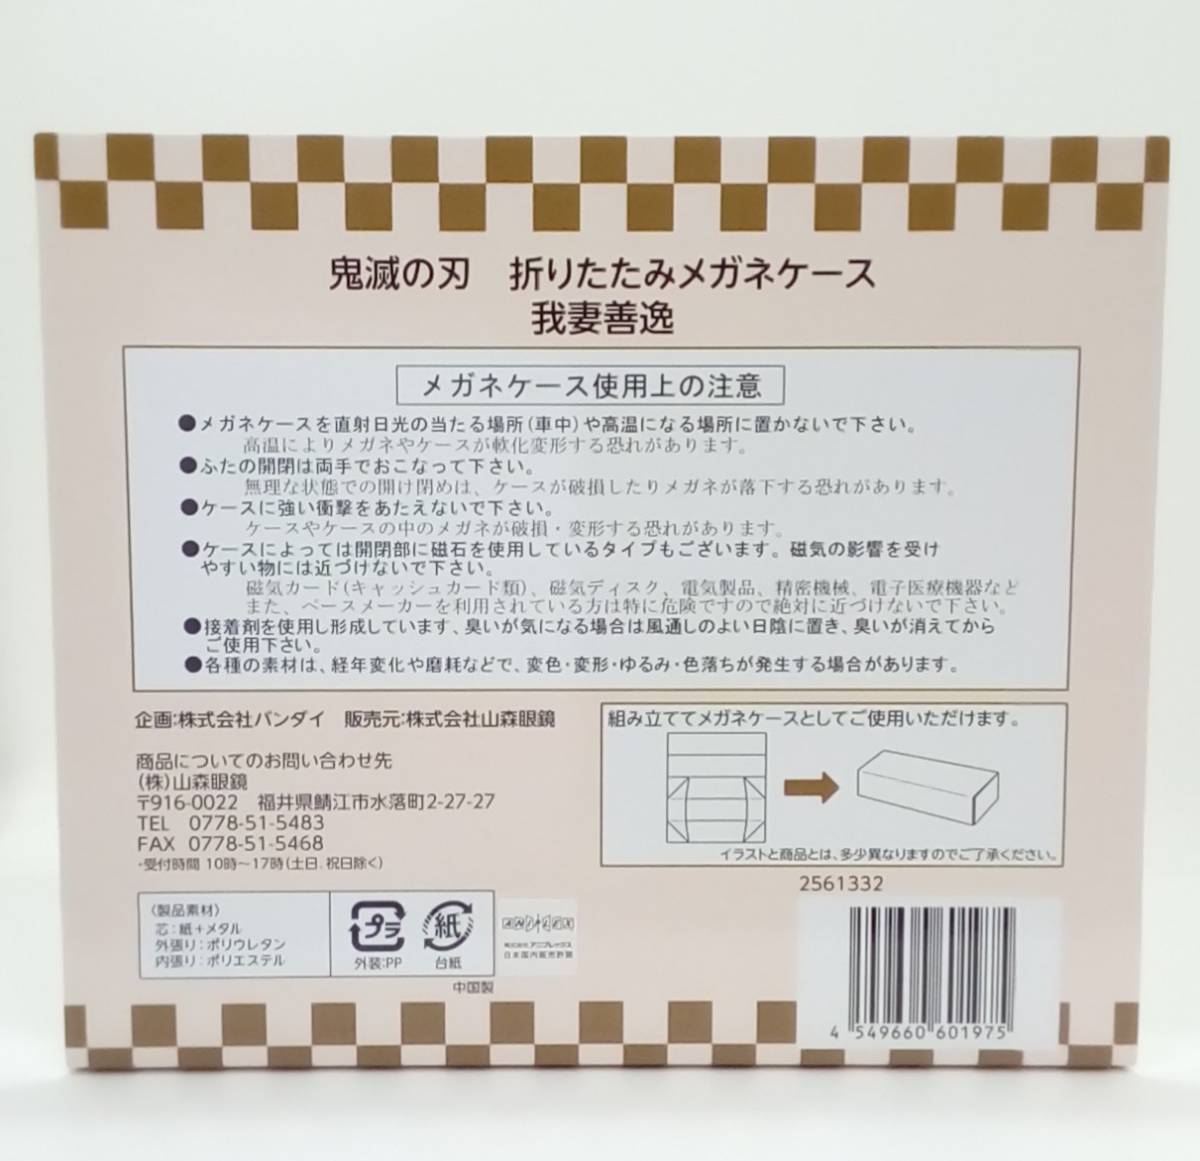 鬼滅の刃　折りたたみメガネケース
我妻善逸
メガネケース使用上の注意
●メガネケースを直射日光の当たる場所(車中)や高温になる場所に置かないで下さい。
高温によりメガネやケースが軟化変形する恐れがあります。
●ふたの開閉は両手でおこなって下さい。
無理な状態での開け閉めは、ケースが破損したりメガネが落下する恐れがあります。
●ケースに強い衝撃をあたえないで下さい。
ケースやケースの中のメガネが破損・変形する恐れがあります。
●ケースによっては開閉部に磁石を使用しているタイプもございます。磁気の影響を受け
やすい物には近づけないで下さい。
磁気カード(キャッシュカード類)、磁気ディスク、電気製品、精密機械、電子医療機器など
また、ペースメーカーを利用されている方は特に危険ですので絶対に近づけないで下さい。
●接着剤を使用し形成しています、臭いが気になる場合は風通しのよい日陰に置き、臭いが消えてから
ご使用下さい。
●各種の素材は、経年変化や磨耗などで、変色・変形・ゆるみ・色落ちが発生する場合があります。
企画:株式会社バンダイ　販売元:株式会社山森眼鏡
商品についてのお問い合わせ先
(株)山森眼鏡
〒916-0022　福井県鯖江市水落町2-27-27
TEL　0778-51-5483
FAX　0778-51-5468
・受付時間 10時～17時(土日、祝日除く)
組み立ててメガネケースとしてご使用いただけます。
イラストと商品とは、多少異なりますのでご了承ください。
2561332
〈製品素材〉
芯:紙+メタル
外張り:ポリウレタン
内張り:ポリエステル
プラ
外装:PP
紙
台紙
中国製
ANIPLEX
株式会社 アニプレックス
日本国内販売許諾
4 549660 601975